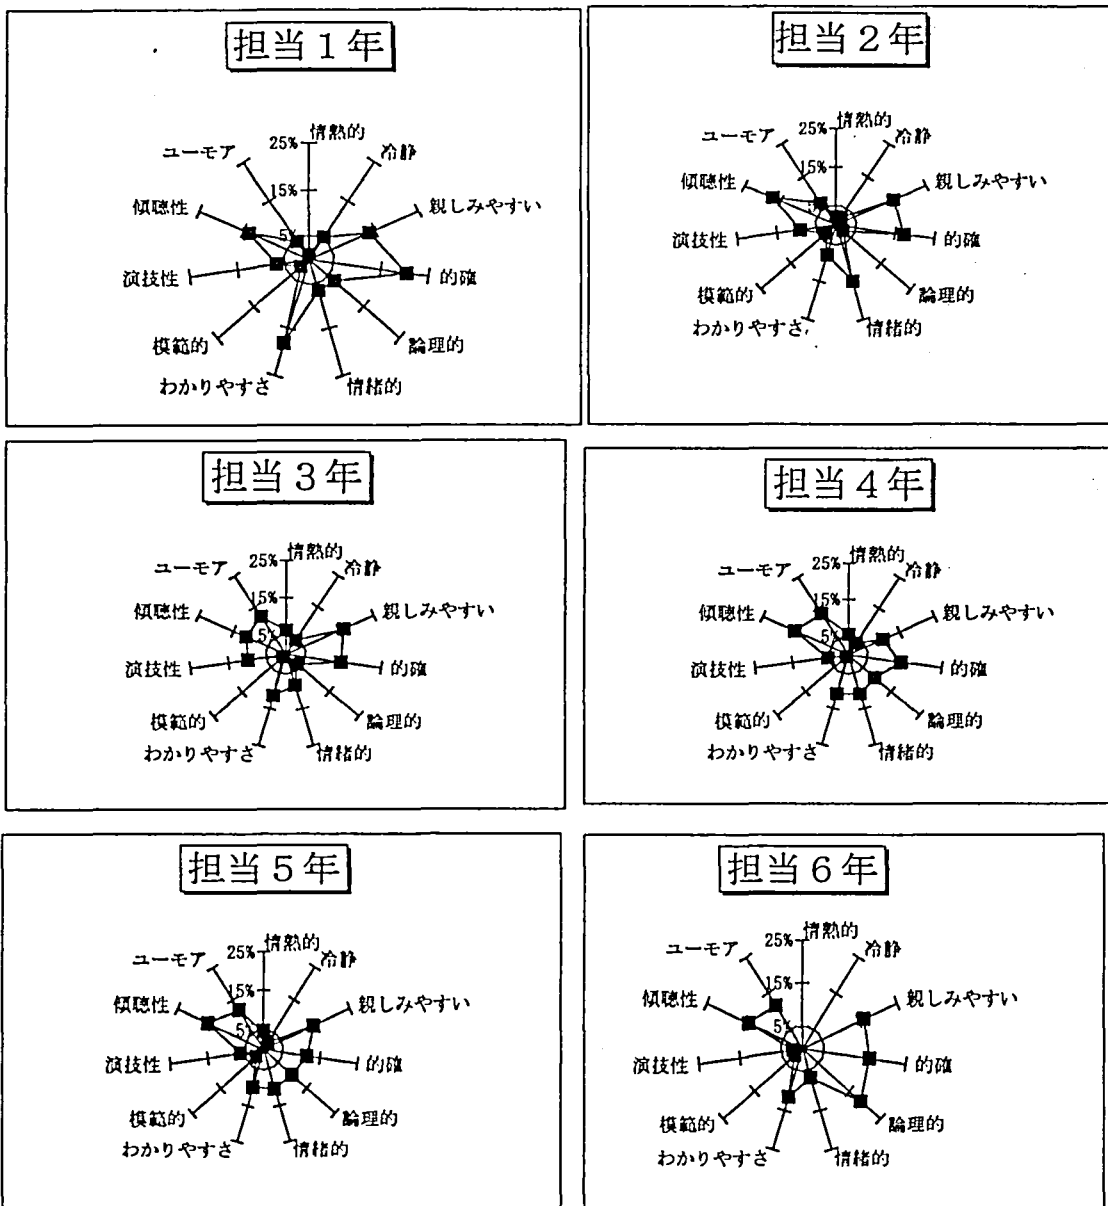 担当1年
25%
15%
5%
情熱的
冷静
親しみやすい
的確
論理的
情緒的
わかりやすさ
模範的
演技性
傾聴性
ユーモア
担当2年
25%
15%
情熱的
冷静
親しみやすい
的確
論理的
情緒的
わかりやすさ
模範的
演技性
傾聴性
ユーモア
担当3年
25%
15%
5%
情熱的
冷静
親しみやすい
的確
論理的
情緒的
わかりやすさ
模範的
演技性
傾聴性
ユーモア
担当4年
25%
15%
5%
情熱的
冷静
親しみやすい
的確
論理的
情緒的
わかりやすさ
模範的
演技性
傾聴性
ユーモア
担当5年
25%
15%
5%
情熱的
冷静
親しみやすい
的確
論理的
情緒的
わかりやすさ
模範的
演技性
傾聴性
ユーモア
担当6年
25%
15%
5%
情熱的
冷静
親しみやすい
的確
論理的
情緒的
わかりやすさ
模範的
演技性
傾聴性
ユーモア